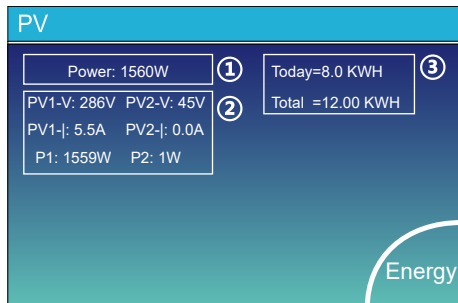 PV
Power: 1560W
①
PV1-V: 286V PV2-V: 45V
②
PV1-|: 5.5A PV2-|: 0.0A
P1: 1559W P2: 1W
Today=8.0 KWH
③
Total =12.00 KWH
Energy